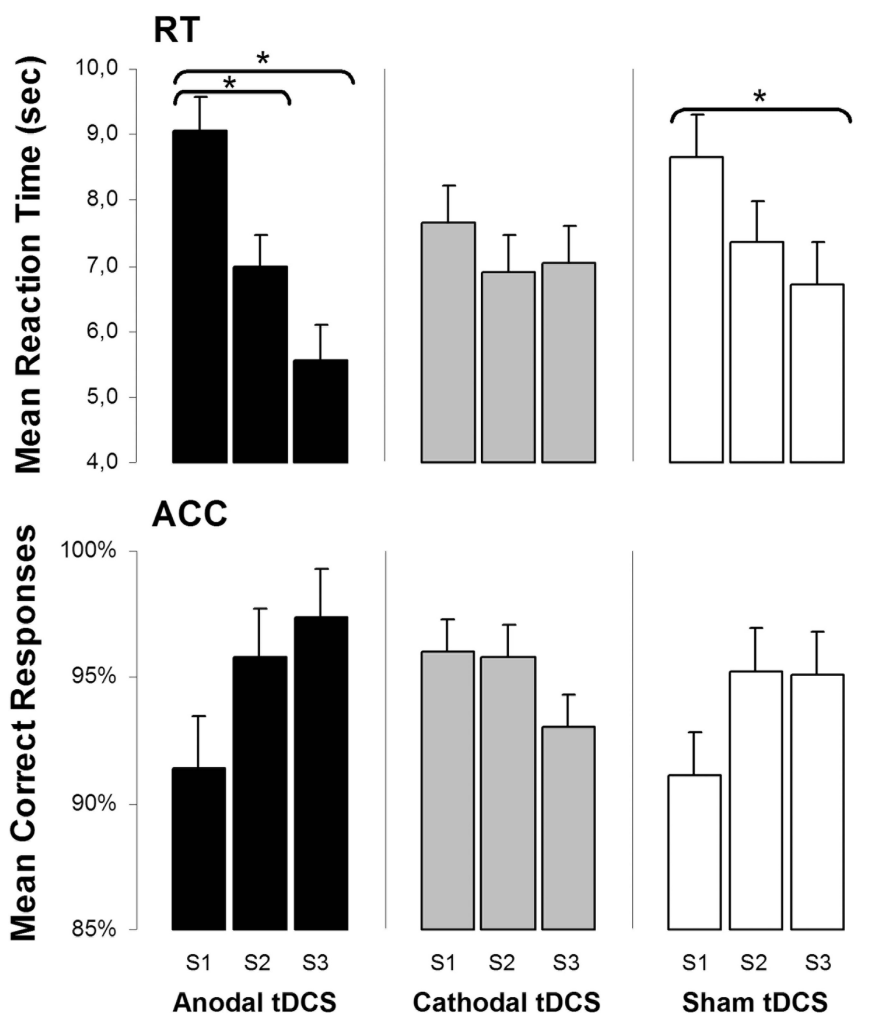 RT
Mean Reaction Time (sec)
10,0
9,0
8,0
7,0
6,0
5,0
4,0
*
*
*
ACC
Mean Correct Responses
100%
95%
90%
85%
S1 S2 S3 S1 S2 S3 S1 S2 S3
Anodal tDCS Cathodal tDCS Sham tDCS